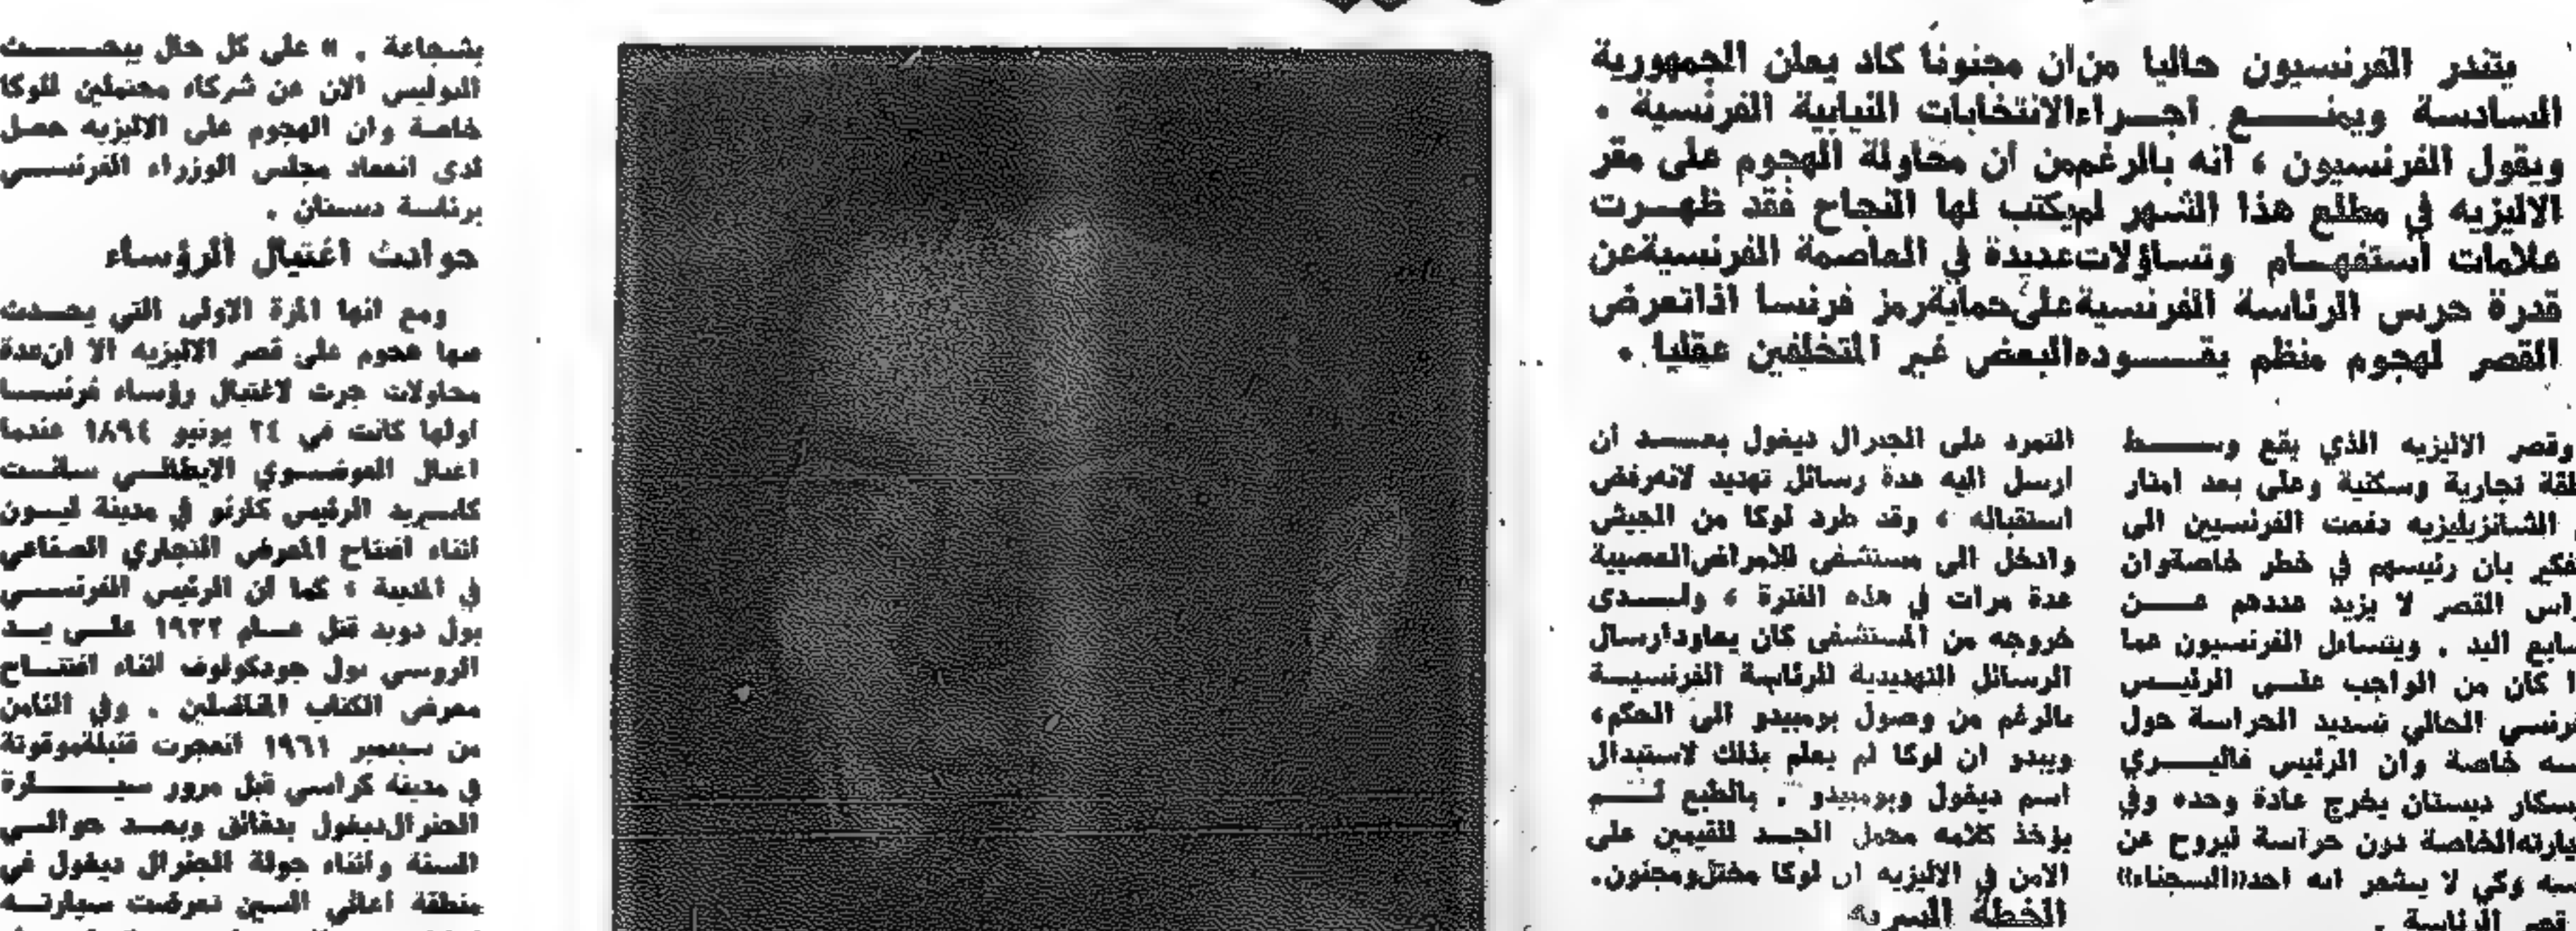 يتندر الفرنسيون حاليا من ان مجنونا كاد يعلن الجمهورية
السادسة ويمنع اجراء الانتخابات النيابية الفرنسية .
ويقول الفرنسيون ، انه بالرغم من ان محاولة الهجوم على مقر
الاليزيه في مطلع هذا الشهر لم يكتب لها النجاح فقد ظهرت
علامات استفهام وتساؤلات عديدة في العاصمة الفرنسية عن
قدرة حرس الرئاسة الفرنسية على حماية رمز فرنسا اذا تعرض
القصر لهجوم منظم يقوده البعض غير المتخلفين عقليا .
وقصر الاليزيه الذي يقع وسط
تجارية وسكنية وعلى بعد امتار
الشانزيليزيه دفعت الفرنسيين الى
بان رئيسهم في خطر خاصة وان
القصر لا يزيد عددهم عن
اليد . ويتساءل الفرنسيون عما
كان من الواجب على الرئيس
الحالي تشديد الحراسة حول
خاصة وان الرئيس فاليري
ديستان يخرج عادة وحده وفي
الخاصة دون حراسة ليروح عن
وكي لا يشعر انه احد ((السجناء))
الرئاسة .
التمرد على الجنرال ديغول بعد أن
ارسل اليه عدة رسائل تهديد لانه رفض
استقباله ، وقد طرد لوكا من الجيش
وادخل الى مستشفى للامراض العصبية
عدة مرات في هذه الفترة ، ولدى
خروجه من المستشفى كان يعاود ارسال
الرسائل التهديدية للرئاسة الفرنسية
بالرغم من وصول بومبيدو الى الحكم ،
ويبدو ان لوكا لم يعلم بذلك لاستبدال
اسم ديغول وبومبيدو . بالطبع لم
يؤخذ كلامه محمل الجد للقيمين على
الامن في الاليزيه ان لوكا مختل ومجنون .
الخطة السرية
بشجاعة . » على كل حال يبحث
البوليس الان عن شركاء محتملين للوكا
خاصة وان الهجوم على الاليزيه حصل
لدى انعقاد مجلس الوزراء الفرنسي
برئاسة ديستان .
حوادث اغتيال الرؤساء
ومع انها المرة الاولى التي يحدث
فيها هجوم على قصر الاليزيه الا ان عدة
محاولات جرت لاغتيال رؤساء فرنسا
اولها كانت في ٢٤ يونيو ١٨٩٤ عندما
اغتال الفوضوي الايطالي سانت
كاسيريو الرئيس كارنو في مدينة ليون
اثناء افتتاح المعرض التجاري الصناعي
في المدينة ، كما ان الرئيس الفرنسي
بول دومد قتل عام ١٩٣٢ على يد
الروسي بول جودكولوف اثناء افتتاح
معرض الكتاب المناضلين . وفي الثامن
من سبتمبر ١٩٦١ انفجرت قنبلة موقوتة
في مدينة كراسي قبل مرور سيارة
الجنرال ديغول بدقائق وبعد حوالي
السنة وأثناء جولة الجنرال ديغول في
منطقة أعالي السين تعرضت سيارته